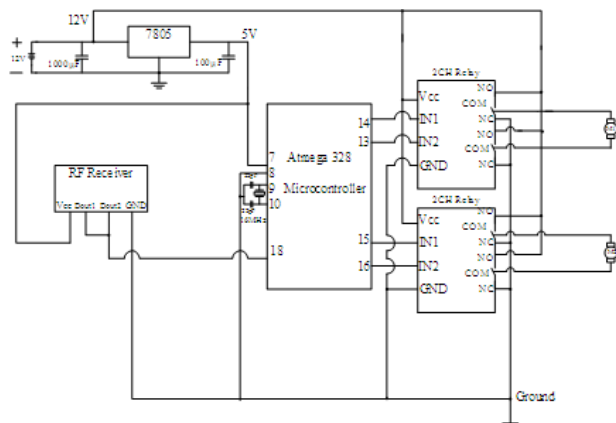 12V
7805
5V
+
12V
1000μF
100μF
−
2CH Relay
NO
Vcc
COM
14
IN1
NC
NO
13
IN2
COM
GND
NC
7
Atmega 328
8
RF Receiver
9
Microcontroller
10
16MHz
Vcc Dout1 Dout2 GND
18
15
16
2CH Relay
NO
Vcc
COM
IN1
NC
NO
IN2
COM
GND
NC
Ground